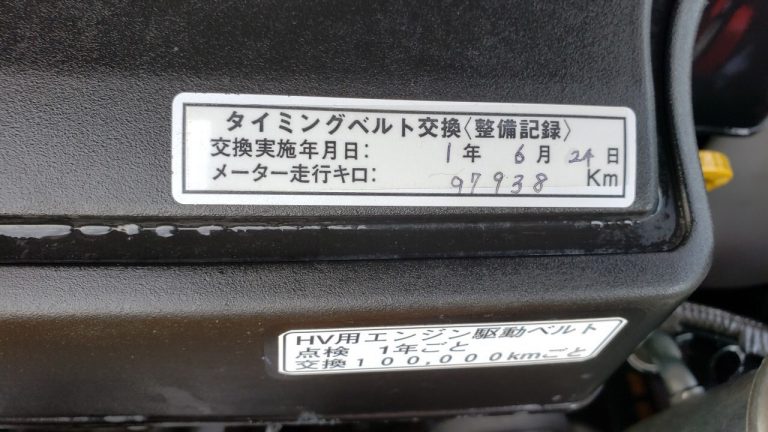 タイミングベルト交換〈整備記録〉
交換実施年月日: 1年 6月 24日
メーター走行キロ: 97938 Km
HV用エンジン駆動ベルト
点検 1年ごと
交換100,000kmごと